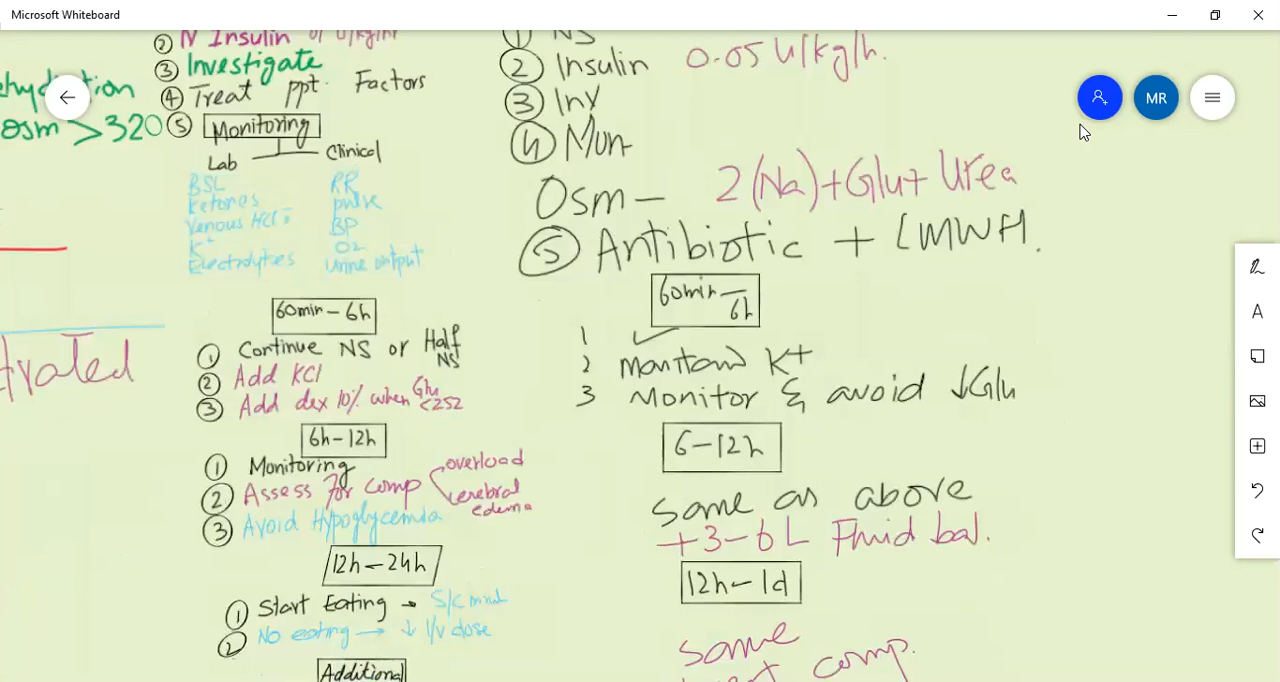 Microsoft Whiteboard
ehydration
osm >320
trated
② IV Insulin
③ Investigate
④ Treat ppt. Factors
⑤ Monitoring
Lab Clinical
BSL RR
Ketones pulse
Venous HCO3- BP
K+ O2
Electrolytes Urine output
60min – 6h
① Continue NS or Half NS
② Add KCl
③ Add dex 10% when Glu <252
6h – 12h
① Monitoring
② Assess For comp overload
cerebral edema
③ Avoid Hypoglycemia
12h – 24h
① Start Eating → S/C
② No eating → ↓ I/V dose
Additional
① NS
② Insulin 0.05 U/kg/h.
③ Inv
④ Mon
Osm – 2(Na)+Glu+ Urea
⑤ Antibiotic + LMWH.
60min – 6h
1 ✓
2 K+
3 Monitor & avoid ↓Glu
6 – 12h
same as above
+3 – 6 L Fluid bal.
12h – 1d
same
comp.
MR
A